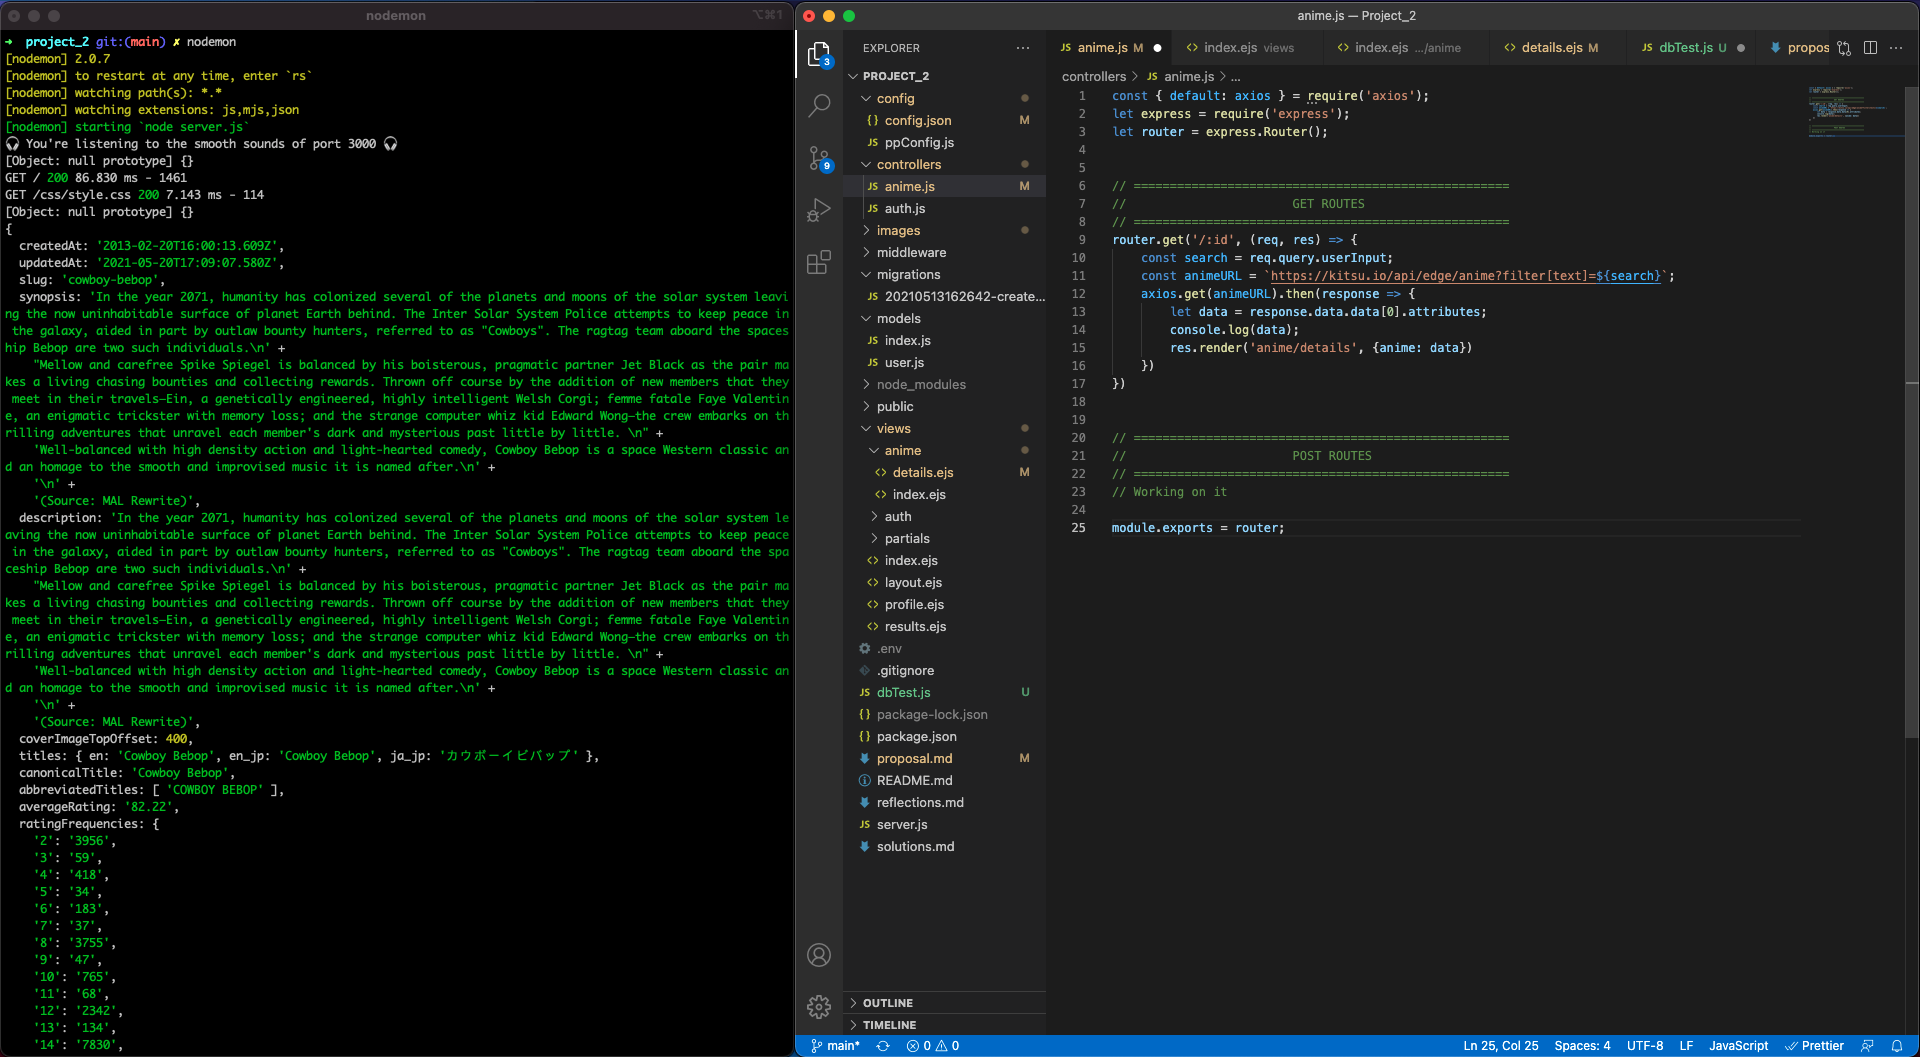 nodemon
⌥⌘1
➜  project_2 git:(main) ✗ nodemon
[nodemon] 2.0.7
[nodemon] to restart at any time, enter `rs`
[nodemon] watching path(s): *.*
[nodemon] watching extensions: js,mjs,json
[nodemon] starting `node server.js`
🎧 You're listening to the smooth sounds of port 3000 🎧
[Object: null prototype] {}
GET / 200 86.830 ms - 1461
GET /css/style.css 200 7.143 ms - 114
[Object: null prototype] {}
{
  createdAt: '2013-02-20T16:00:13.609Z',
  updatedAt: '2021-05-20T17:09:07.580Z',
  slug: 'cowboy-bebop',
  synopsis: 'In the year 2071, humanity has colonized several of the planets and moons of the solar system leavi
ng the now uninhabitable surface of planet Earth behind. The Inter Solar System Police attempts to keep peace in
 the galaxy, aided in part by outlaw bounty hunters, referred to as "Cowboys". The ragtag team aboard the spaces
hip Bebop are two such individuals.\n' +
    "Mellow and carefree Spike Spiegel is balanced by his boisterous, pragmatic partner Jet Black as the pair ma
kes a living chasing bounties and collecting rewards. Thrown off course by the addition of new members that they
 meet in their travels—Ein, a genetically engineered, highly intelligent Welsh Corgi; femme fatale Faye Valentin
e, an enigmatic trickster with memory loss; and the strange computer whiz kid Edward Wong—the crew embarks on th
rilling adventures that unravel each member's dark and mysterious past little by little. \n" +
    'Well-balanced with high density action and light-hearted comedy, Cowboy Bebop is a space Western classic an
d an homage to the smooth and improvised music it is named after.\n' +
    '\n' +
    '(Source: MAL Rewrite)',
  description: 'In the year 2071, humanity has colonized several of the planets and moons of the solar system le
aving the now uninhabitable surface of planet Earth behind. The Inter Solar System Police attempts to keep peace
 in the galaxy, aided in part by outlaw bounty hunters, referred to as "Cowboys". The ragtag team aboard the spa
ceship Bebop are two such individuals.\n' +
    "Mellow and carefree Spike Spiegel is balanced by his boisterous, pragmatic partner Jet Black as the pair ma
kes a living chasing bounties and collecting rewards. Thrown off course by the addition of new members that they
 meet in their travels—Ein, a genetically engineered, highly intelligent Welsh Corgi; femme fatale Faye Valentin
e, an enigmatic trickster with memory loss; and the strange computer whiz kid Edward Wong—the crew embarks on th
rilling adventures that unravel each member's dark and mysterious past little by little. \n" +
    'Well-balanced with high density action and light-hearted comedy, Cowboy Bebop is a space Western classic an
d an homage to the smooth and improvised music it is named after.\n' +
    '\n' +
    '(Source: MAL Rewrite)',
  coverImageTopOffset: 400,
  titles: { en: 'Cowboy Bebop', en_jp: 'Cowboy Bebop', ja_jp: 'カウボーイビバップ' },
  canonicalTitle: 'Cowboy Bebop',
  abbreviatedTitles: [ 'COWBOY BEBOP' ],
  averageRating: '82.22',
  ratingFrequencies: {
    '2': '3956',
    '3': '59',
    '4': '418',
    '5': '34',
    '6': '183',
    '7': '37',
    '8': '3755',
    '9': '47',
    '10': '765',
    '11': '68',
    '12': '2342',
    '13': '134',
    '14': '7830',
anime.js — Project_2
3
9
EXPLORER ...
PROJECT_2
config
{} config.json M
ppConfig.js
controllers
JS anime.js M
JS auth.js
images
middleware
migrations
JS 20210513162642-create...
models
JS index.js
JS user.js
node_modules
public
views
anime
<> details.ejs M
<> index.ejs
auth
partials
<> index.ejs
<> layout.ejs
<> profile.ejs
<> results.ejs
.env
.gitignore
JS dbTest.js U
{} package-lock.json
{} package.json
proposal.md M
README.md
reflections.md
JS server.js
solutions.md
OUTLINE
TIMELINE
JS anime.js M ● <> index.ejs views <> index.ejs .../anime <> details.ejs M JS dbTest.js U ● propos ...
controllers > JS anime.js > ...
1 const { default: axios } = require('axios');
2 let express = require('express');
3 let router = express.Router();
4
5
6 // ====================================================
7 //                       GET ROUTES
8 // ====================================================
9 router.get('/:id', (req, res) => {
10     const search = req.query.userInput;
11     const animeURL = `https://kitsu.io/api/edge/anime?filter[text]=${search}`;
12     axios.get(animeURL).then(response => {
13         let data = response.data.data[0].attributes;
14         console.log(data);
15         res.render('anime/details', {anime: data})
16     })
17 })
18
19
20 // ====================================================
21 //                       POST ROUTES
22 // ====================================================
23 // Working on it
24
25 module.exports = router;
main* 0 0 Ln 25, Col 25 Spaces: 4 UTF-8 LF JavaScript Prettier